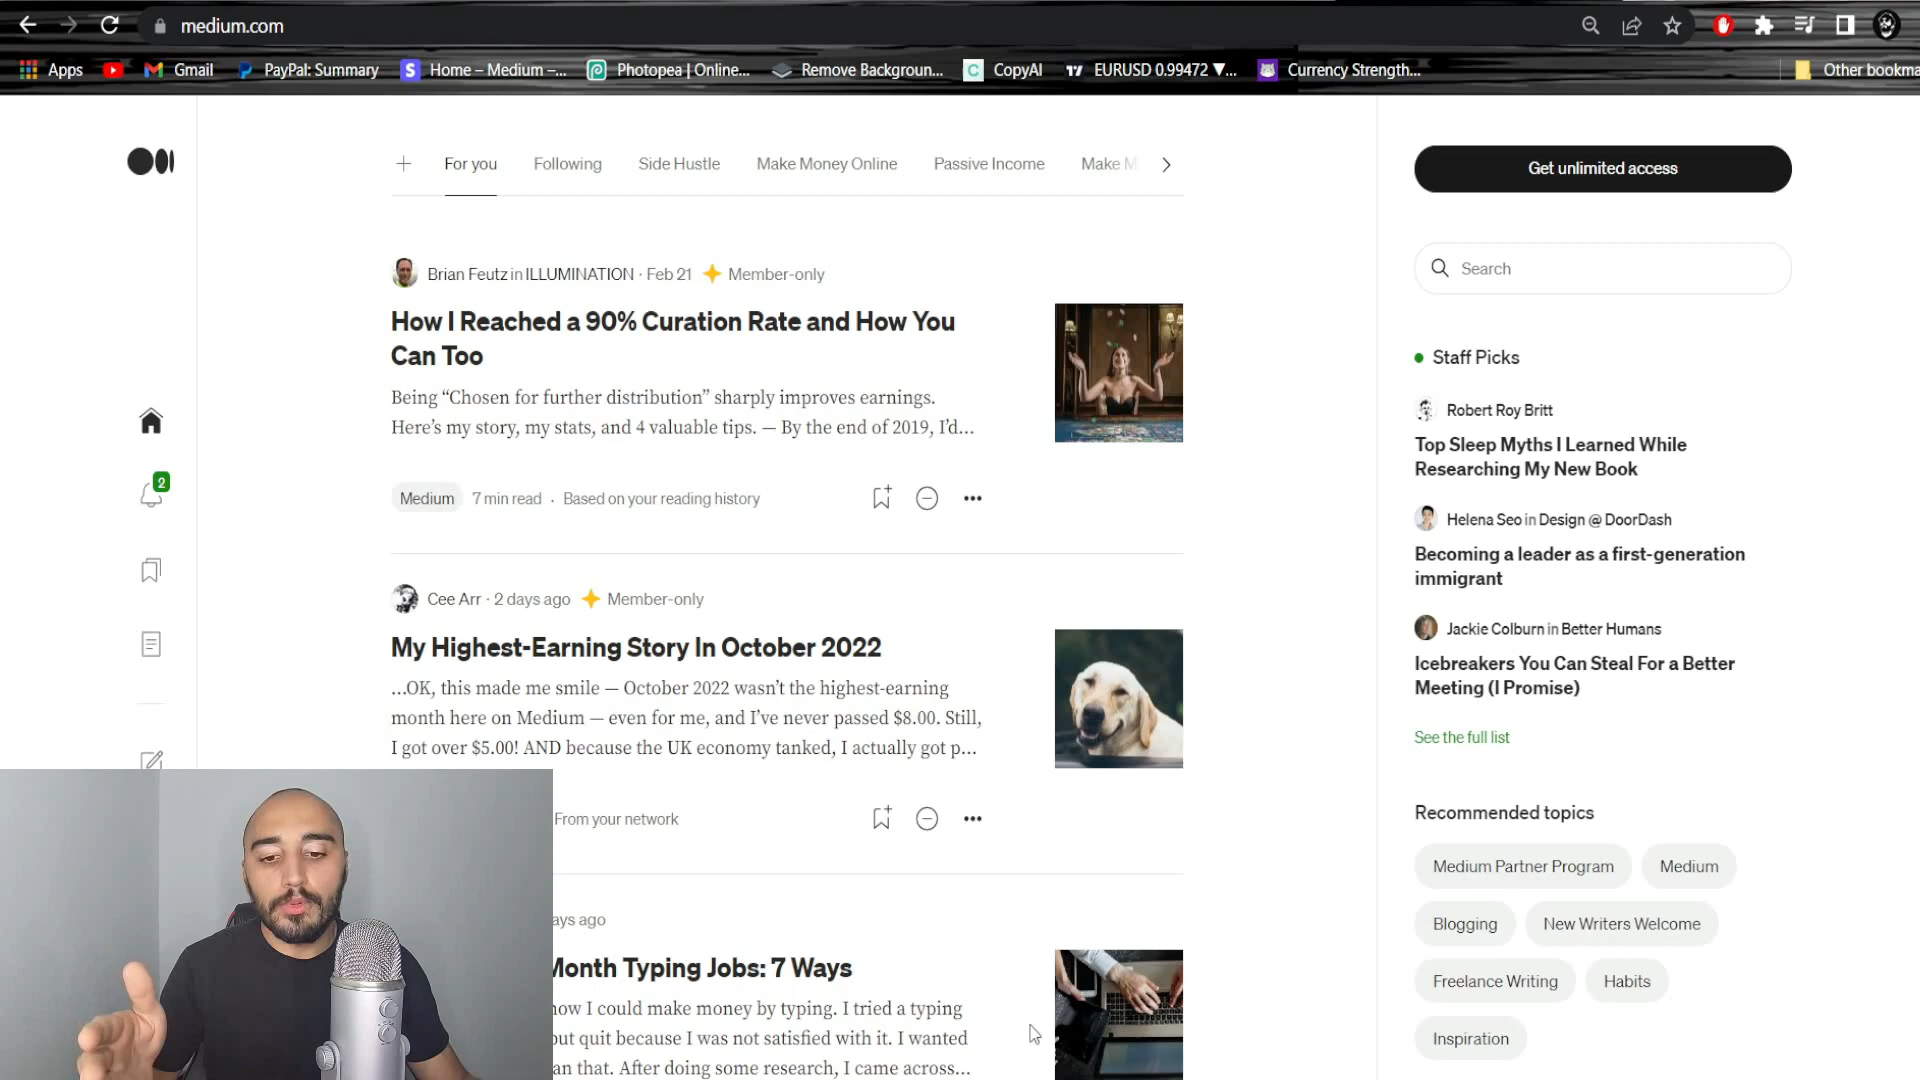 medium.com
Apps
Gmail
PayPal: Summary
S
Home – Medium –...
Photopea | Online...
Remove Backgroun...
C
CopyAI
EURUSD 0.99472 ▼...
Currency Strength...
Other bookma
+
For you
Following
Side Hustle
Make Money Online
Passive Income
Make M
Get unlimited access
Search
Brian Feutz in ILLUMINATION · Feb 21
Member-only
How I Reached a 90% Curation Rate and How You
Can Too
Being “Chosen for further distribution” sharply improves earnings.
Here’s my story, my stats, and 4 valuable tips. — By the end of 2019, I’d...
Medium
7 min read · Based on your reading history
2
Cee Arr · 2 days ago
Member-only
My Highest-Earning Story In October 2022
...OK, this made me smile — October 2022 wasn’t the highest-earning
month here on Medium — even for me, and I’ve never passed $8.00. Still,
I got over $5.00! AND because the UK economy tanked, I actually got p...
From your network
ays ago
Month Typing Jobs: 7 Ways
now I could make money by typing. I tried a typing
but quit because I was not satisfied with it. I wanted
an that. After doing some research, I came across...
Staff Picks
Robert Roy Britt
Top Sleep Myths I Learned While
Researching My New Book
Helena Seo in Design @ DoorDash
Becoming a leader as a first-generation
immigrant
Jackie Colburn in Better Humans
Icebreakers You Can Steal For a Better
Meeting (I Promise)
See the full list
Recommended topics
Medium Partner Program
Medium
Blogging
New Writers Welcome
Freelance Writing
Habits
Inspiration